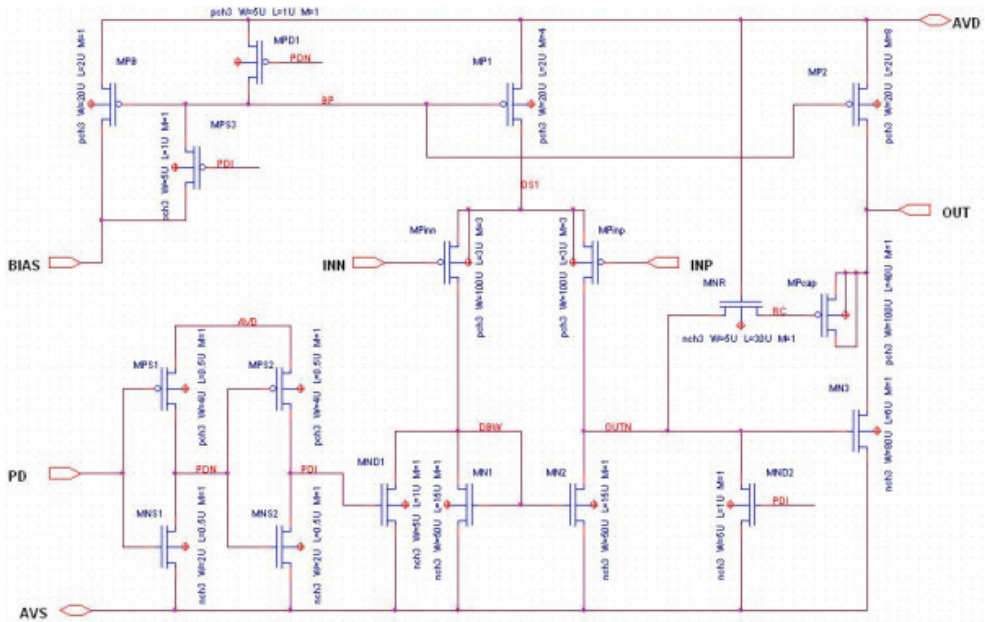 pch3 W=5U L=1U M=1
AVD
MPD1
PDN
MPB
pch3 W=20U L=2U M=1
MP1
pch3 W=20U L=2U M=4
MP2
pch3 W=20U L=2U M=8
BP
MPS3
PDI
pch3 W=5U L=1U M=1
DS1
OUT
BIAS
INN
MPinn
pch3 W=100U L=3U M=3
MPinp
pch3 W=100U L=3U M=3
INP
MNR
RC
nch3 W=5U L=30U M=1
MPcap
pch3 W=100U L=40U M=1
AVD
MPS1
pch3 W=4U L=0.5U M=1
MPS2
pch3 W=4U L=0.5U M=1
MN3
nch3 W=80U L=6U M=1
DBW
OUTN
PD
PDN
PDI
MND1
nch3 W=5U L=1U M=1
MN1
nch3 W=50U L=15U M=1
MN2
nch3 W=50U L=15U M=1
MND2
PDI
nch3 W=5U L=1U M=1
MNS1
nch3 W=2U L=0.5U M=1
MNS2
nch3 W=2U L=0.5U M=1
AVS